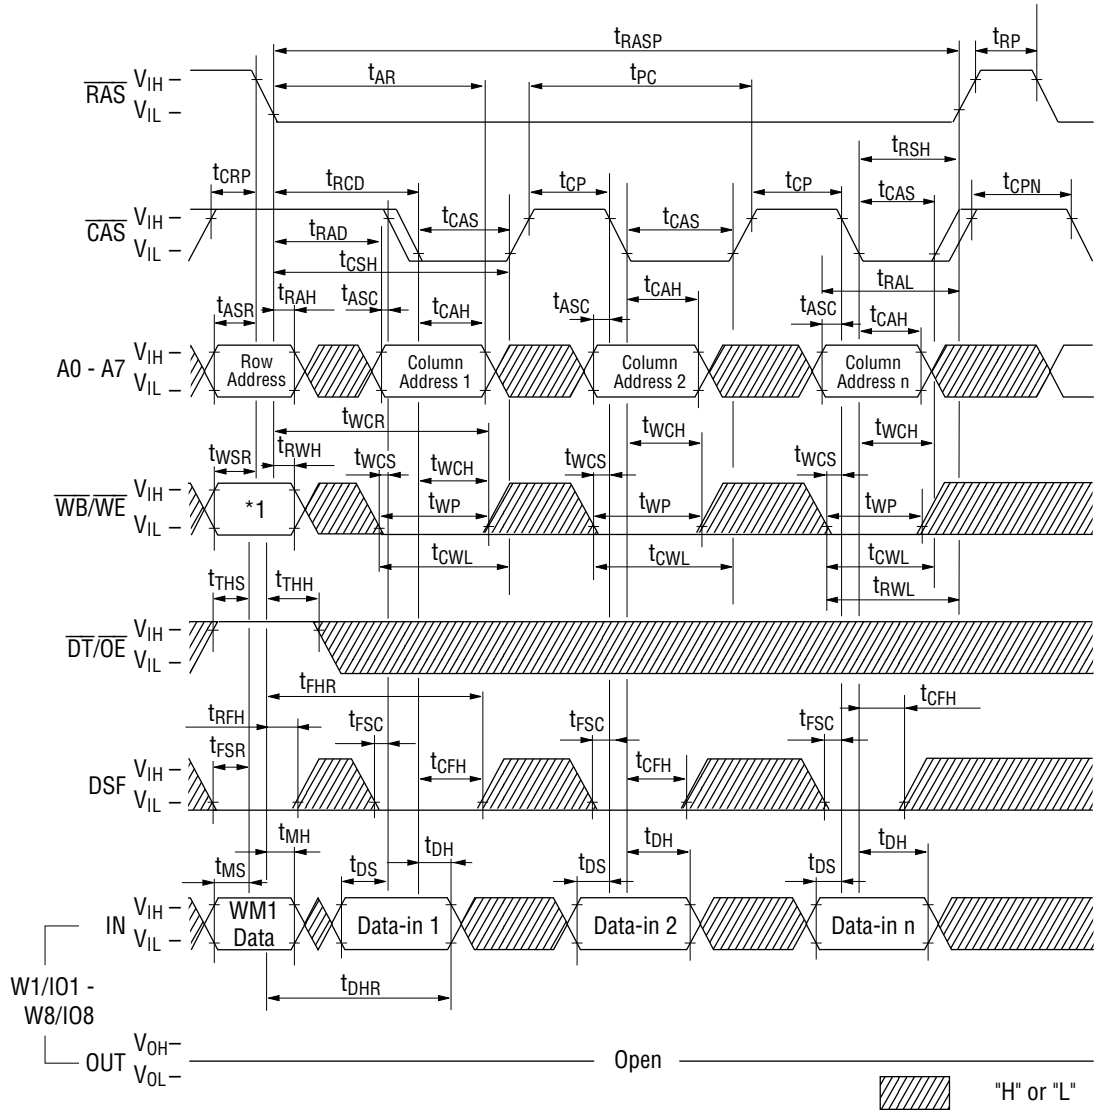 tRASP
tRP
tAR
tPC
RAS
VIH
VIL
tRSH
tCRP
tRCD
tCP
tCP
tCAS
tCPN
CAS
VIH
VIL
tCAS
tCAS
tRAD
tCSH
tRAL
tASR
tRAH
tASC
tCAH
tASC
tCAH
tASC
tCAH
A0 - A7
VIH
VIL
Row
Address
Column
Address 1
Column
Address 2
Column
Address n
tWCR
tWSR
tRWH
tWCS
tWCH
tWCS
tWCH
tWCS
tWCH
WB/WE
VIH
VIL
*1
tWP
tWP
tWP
tCWL
tCWL
tCWL
tRWL
tTHS
tTHH
DT/OE
VIH
VIL
tFHR
tRFH
tFSR
tFSC
tFSC
tFSC
tCFH
DSF
VIH
VIL
tCFH
tCFH
tMH
tMS
tDS
tDH
tDS
tDH
tDS
tDH
IN
VIH
VIL
WM1
Data
Data-in 1
Data-in 2
Data-in n
tDHR
W1/IO1 -
W8/IO8
OUT
VOH
VOL
Open
"H" or "L"